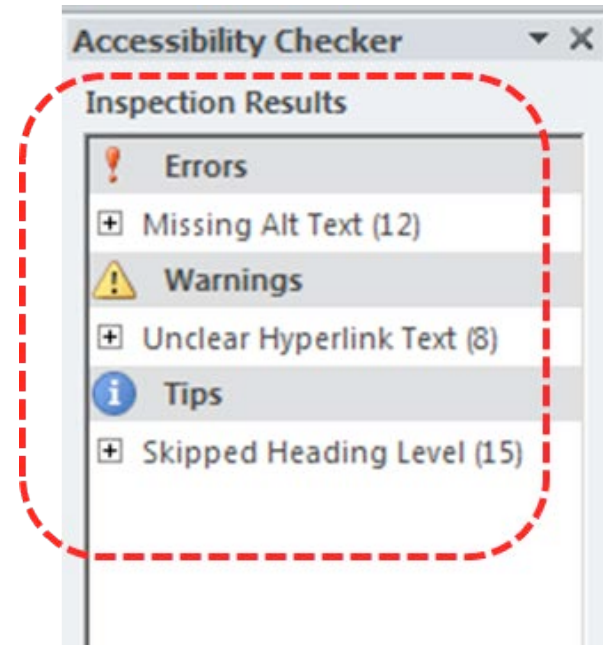 Accessibility Checker
Inspection Results
Errors
Missing Alt Text (12)
Warnings
Unclear Hyperlink Text (8)
Tips
Skipped Heading Level (15)